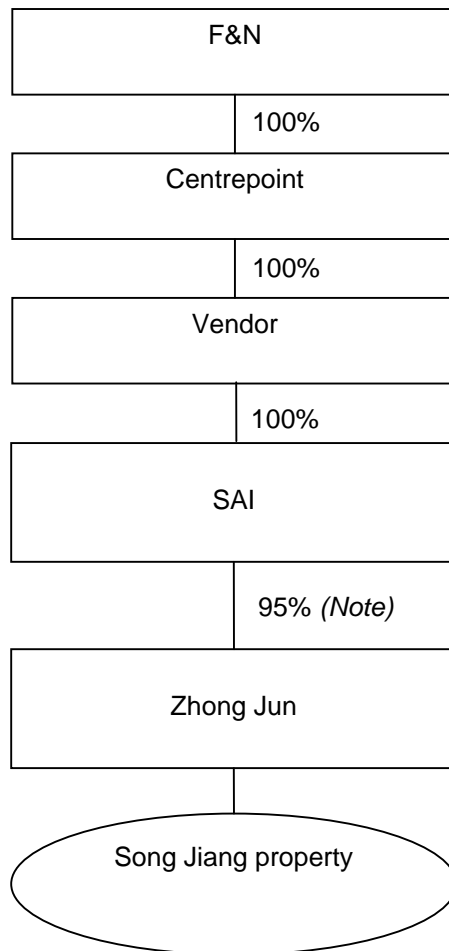 F&N
100%
Centrepoint
100%
Vendor
100%
SAI
95% (Note)
Zhong Jun
Song Jiang property